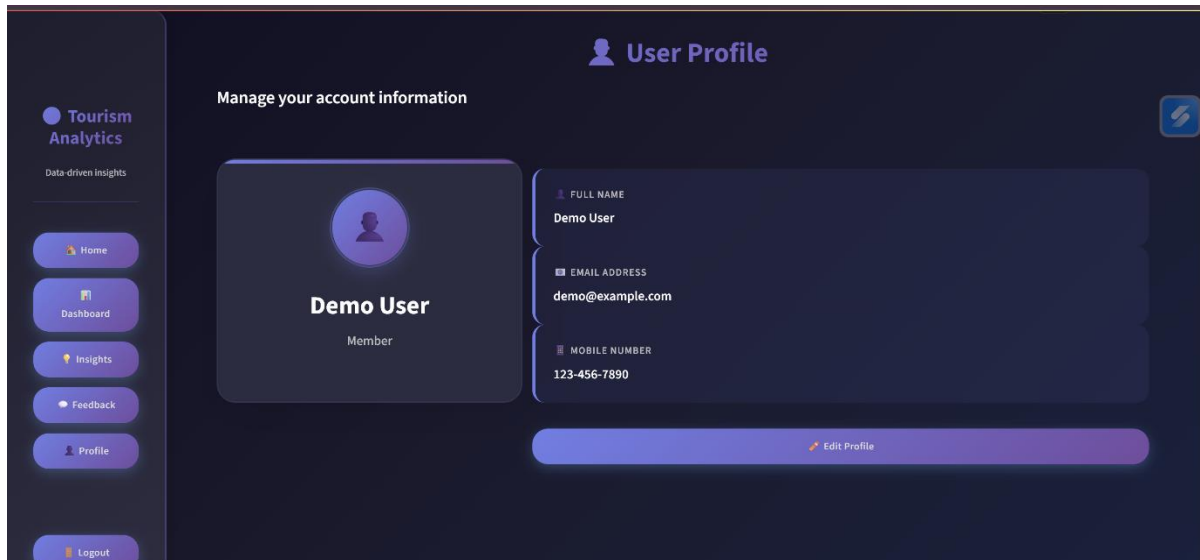 User Profile
Manage your account information
Tourism
Analytics
Data-driven insights
Home
Dashboard
Insights
Feedback
Profile
Logout
Demo User
Member
FULL NAME
Demo User
EMAIL ADDRESS
demo@example.com
MOBILE NUMBER
123-456-7890
Edit Profile